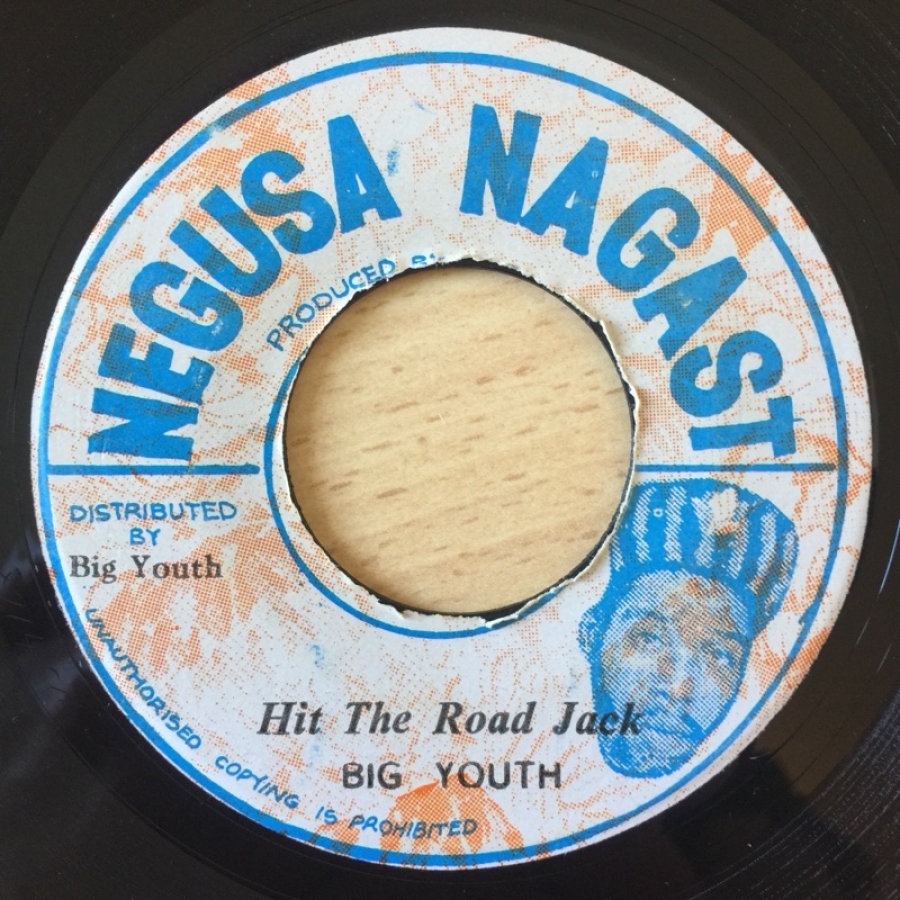 NEGUSA NAGAST
PRODUCED
DISTRIBUTED
BY
Big Youth
Hit The Road Jack
BIG YOUTH
UNAUTHORISED COPYING IS PROHIBITED